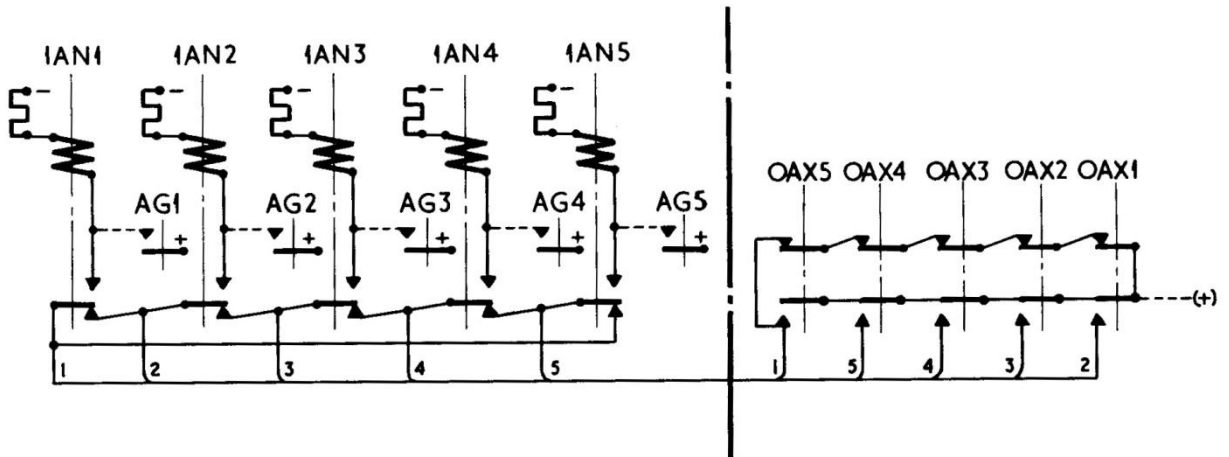 1AN1 1AN2 1AN3 1AN4 1AN5
- - - - -
OAX5 OAX4 OAX3 OAX2 OAX1
AG1 AG2 AG3 AG4 AG5
+ + + + +
(+)
1 2 3 4 5 1 5 4 3 2